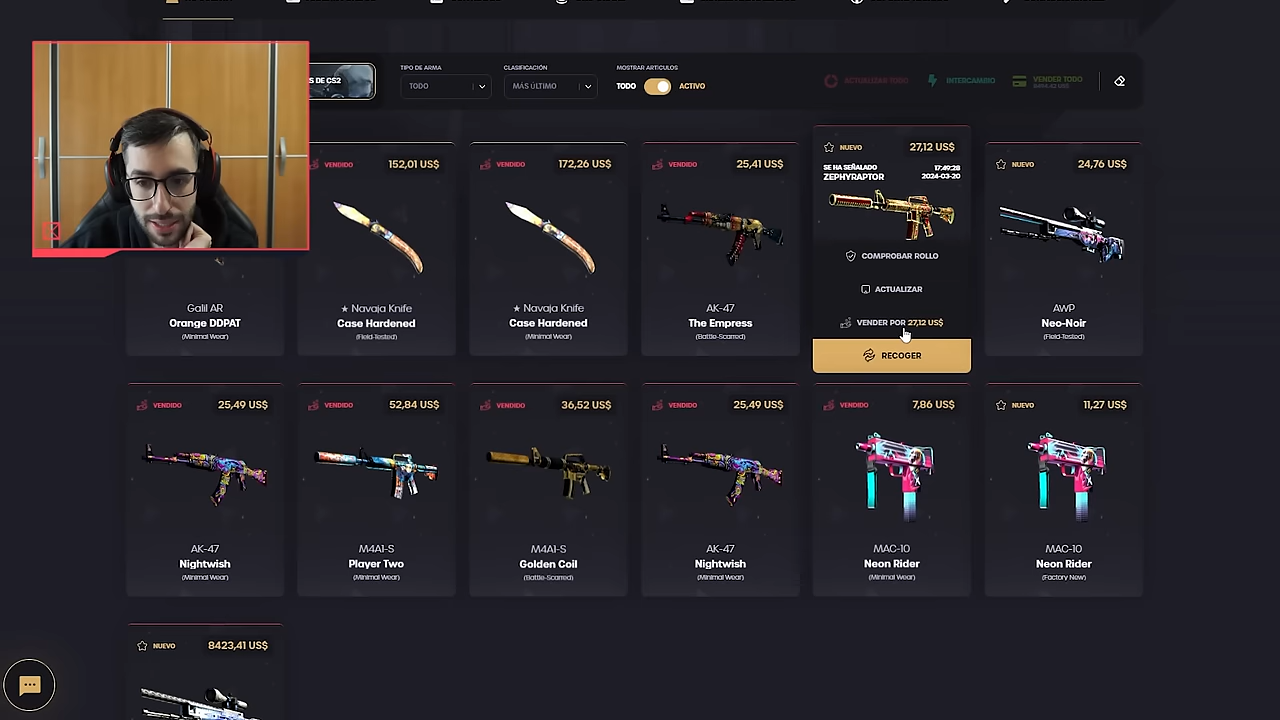 S DE CS2
TIPO DE ARMA
TODO
CLASIFICACIÓN
MÁS ÚLTIMO
MOSTRAR ARTÍCULOS
TODO
ACTIVO
ACTUALIZAR TODO
INTERCAMBIO
VENDER TODO
VENDIDO
152,01 US$
VENDIDO
172,26 US$
VENDIDO
25,41 US$
NUEVO
27,12 US$
NUEVO
24,76 US$
SE HA SEÑALADO
ZEPHYRAPTOR
17:49:28
2024-03-20
COMPROBAR ROLLO
ACTUALIZAR
VENDER POR 27,12 US$
RECOGER
Galil AR
Orange DDPAT
(Minimal Wear)
★ Navaja Knife
Case Hardened
(Field-Tested)
★ Navaja Knife
Case Hardened
(Minimal Wear)
AK-47
The Empress
(Battle-Scarred)
AWP
Neo-Noir
(Field-Tested)
VENDIDO
25,49 US$
VENDIDO
52,84 US$
VENDIDO
36,52 US$
VENDIDO
25,49 US$
VENDIDO
7,86 US$
NUEVO
11,27 US$
AK-47
Nightwish
(Minimal Wear)
M4A1-S
Player Two
(Minimal Wear)
M4A1-S
Golden Coil
(Battle-Scarred)
AK-47
Nightwish
(Minimal Wear)
MAC-10
Neon Rider
(Minimal Wear)
MAC-10
Neon Rider
(Factory New)
NUEVO
8423,41 US$